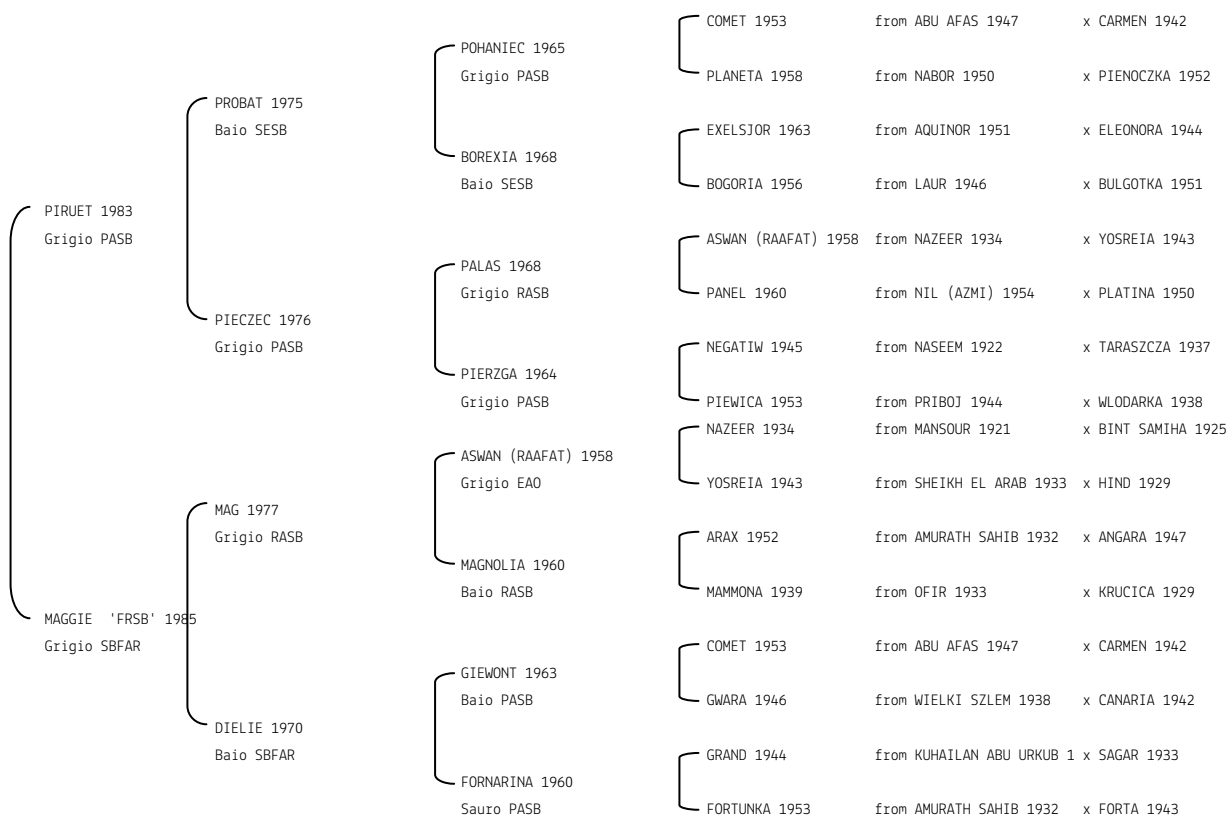 COMET 1953 from ABU AFAS 1947 x CARMEN 1942
POHANIEC 1965
Grigio PASB PLANETA 1958 from NABOR 1950 x PIENOCZKA 1952
PROBAT 1975
Baio SESB EXELSJOR 1963 from AQUINOR 1951 x ELEONORA 1944
BOREXIA 1968
Baio SESB BOGORIA 1956 from LAUR 1946 x BULGOTKA 1951
PIRUET 1983
Grigio PASB ASWAN (RAAFAT) 1958 from NAZEER 1934 x YOSREIA 1943
PALAS 1968
Grigio RASB PANEL 1960 from NIL (AZMI) 1954 x PLATINA 1950
PIECZEC 1976
Grigio PASB NEGATIW 1945 from NASEEM 1922 x TARASZCZA 1937
PIERZGA 1964
Grigio PASB PIEWICA 1953 from PRIBOJ 1944 x WLODARKA 1938
NAZEER 1934 from MANSOUR 1921 x BINT SAMIHA 1925
ASWAN (RAAFAT) 1958
Grigio EAO YOSREIA 1943 from SHEIKH EL ARAB 1933 x HIND 1929
MAG 1977
Grigio RASB ARAX 1952 from AMURATH SAHIB 1932 x ANGARA 1947
MAGNOLIA 1960
Baio RASB MAMMONA 1939 from OFIR 1933 x KRUCICA 1929
MAGGIE 'FRSB' 1985
Grigio SBFAR COMET 1953 from ABU AFAS 1947 x CARMEN 1942
GIEWONT 1963
Baio PASB GWARA 1946 from WIELKI SZLEM 1938 x CANARIA 1942
DIELIE 1970
Baio SBFAR GRAND 1944 from KUHAILAN ABU URKUB 1 x SAGAR 1933
FORNARINA 1960
Sauro PASB FORTUNKA 1953 from AMURATH SAHIB 1932 x FORTA 1943